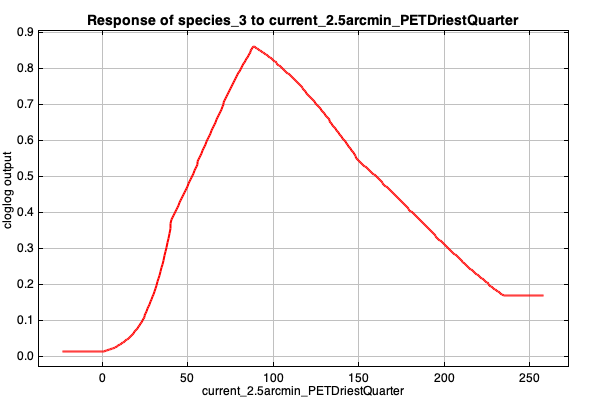 Response of species_3 to current_2.5arcmin_PETDriestQuarter
cloglog output
0.9
0.8
0.7
0.6
0.5
0.4
0.3
0.2
0.1
0.0
0 50 100 150 200 250
current_2.5arcmin_PETDriestQuarter